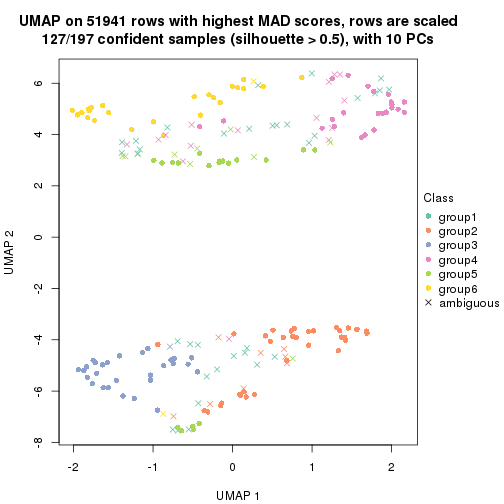 UMAP on 51941 rows with highest MAD scores, rows are scaled
127/197 confident samples (silhouette > 0.5), with 10 PCs
6
4
2
0
-2
-4
-6
-8
UMAP 2
-2
-1
0
1
2
UMAP 1
Class
group1
group2
group3
group4
group5
group6
ambiguous